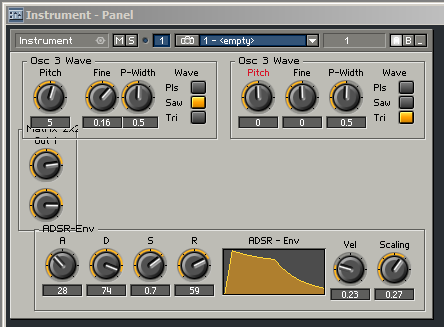 Instrument - Panel
Instrument M S 1 1 - <empty> 1 B _
Osc 3 Wave Osc 3 Wave
Pitch Fine P-Width Wave Pitch Fine P-Width Wave
Pls Pls
Saw Saw
Tri Tri
5 0.16 0.5 0 0 0.5
Matrix 2x2
Out 1
ADSR-Env
A D S R ADSR - Env Vel Scaling
28 74 0.7 59 0.23 0.27